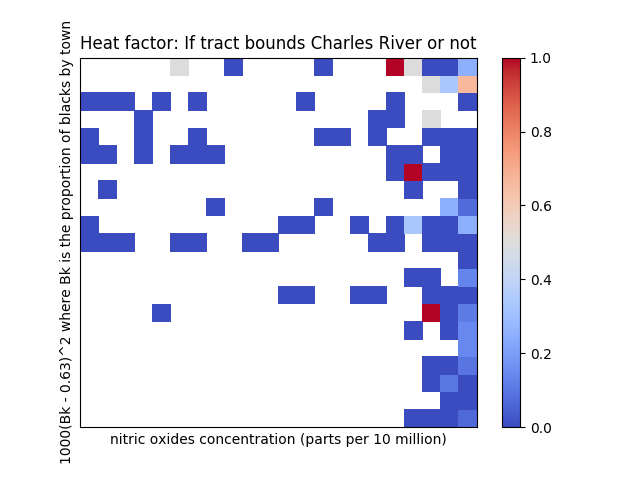 Heat factor: If tract bounds Charles River or not
1000(Bk - 0.63)^2 where Bk is the proportion of blacks by town
nitric oxides concentration (parts per 10 million)
1.0
0.8
0.6
0.4
0.2
0.0